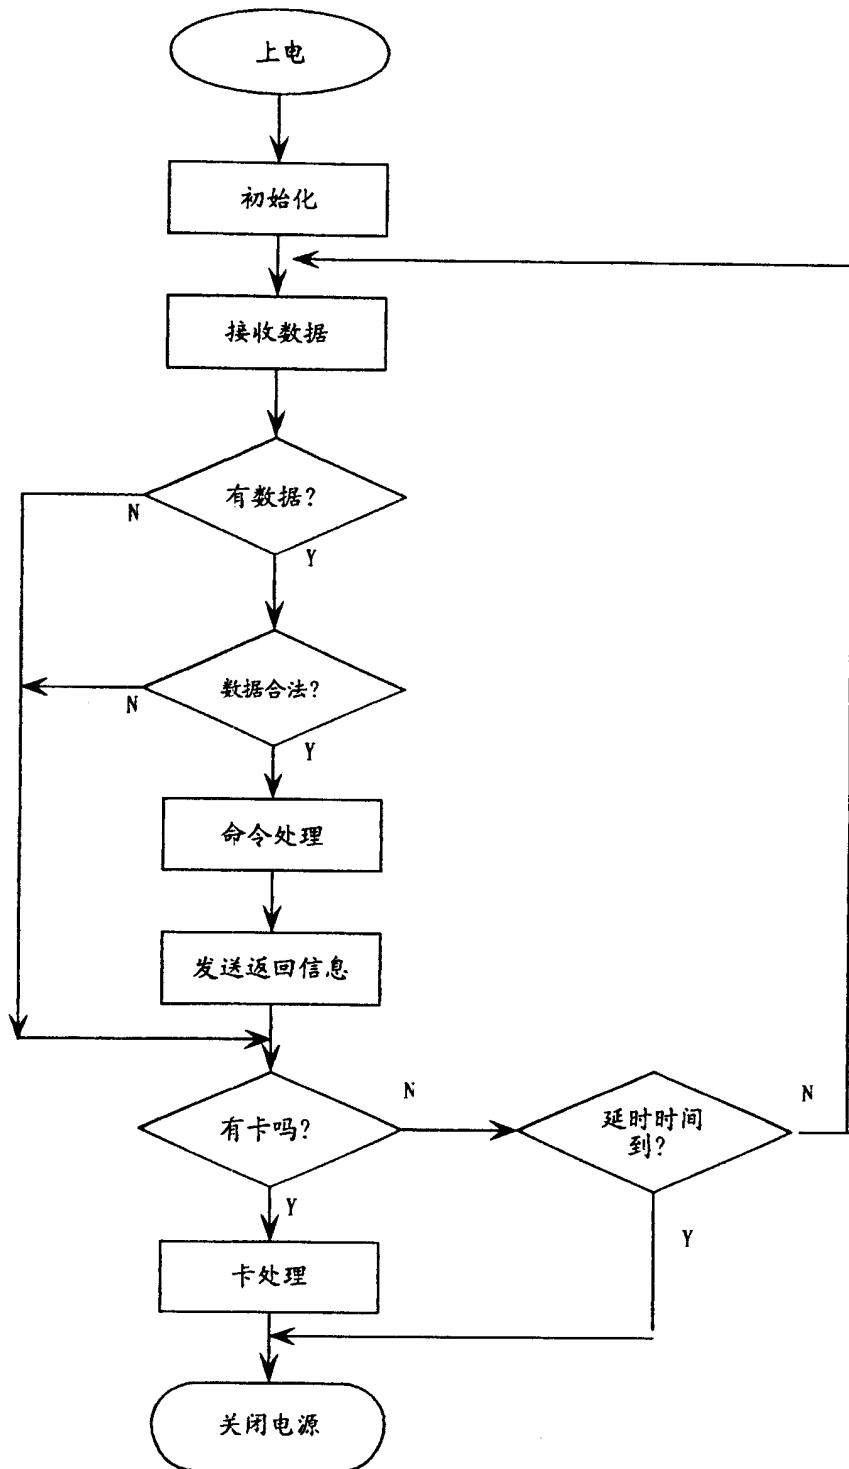 上电
初始化
接收数据
有数据?
N
Y
数据合法?
N
Y
命令处理
发送返回信息
有卡吗?
N
Y
延时时间
到?
N
Y
卡处理
关闭电源